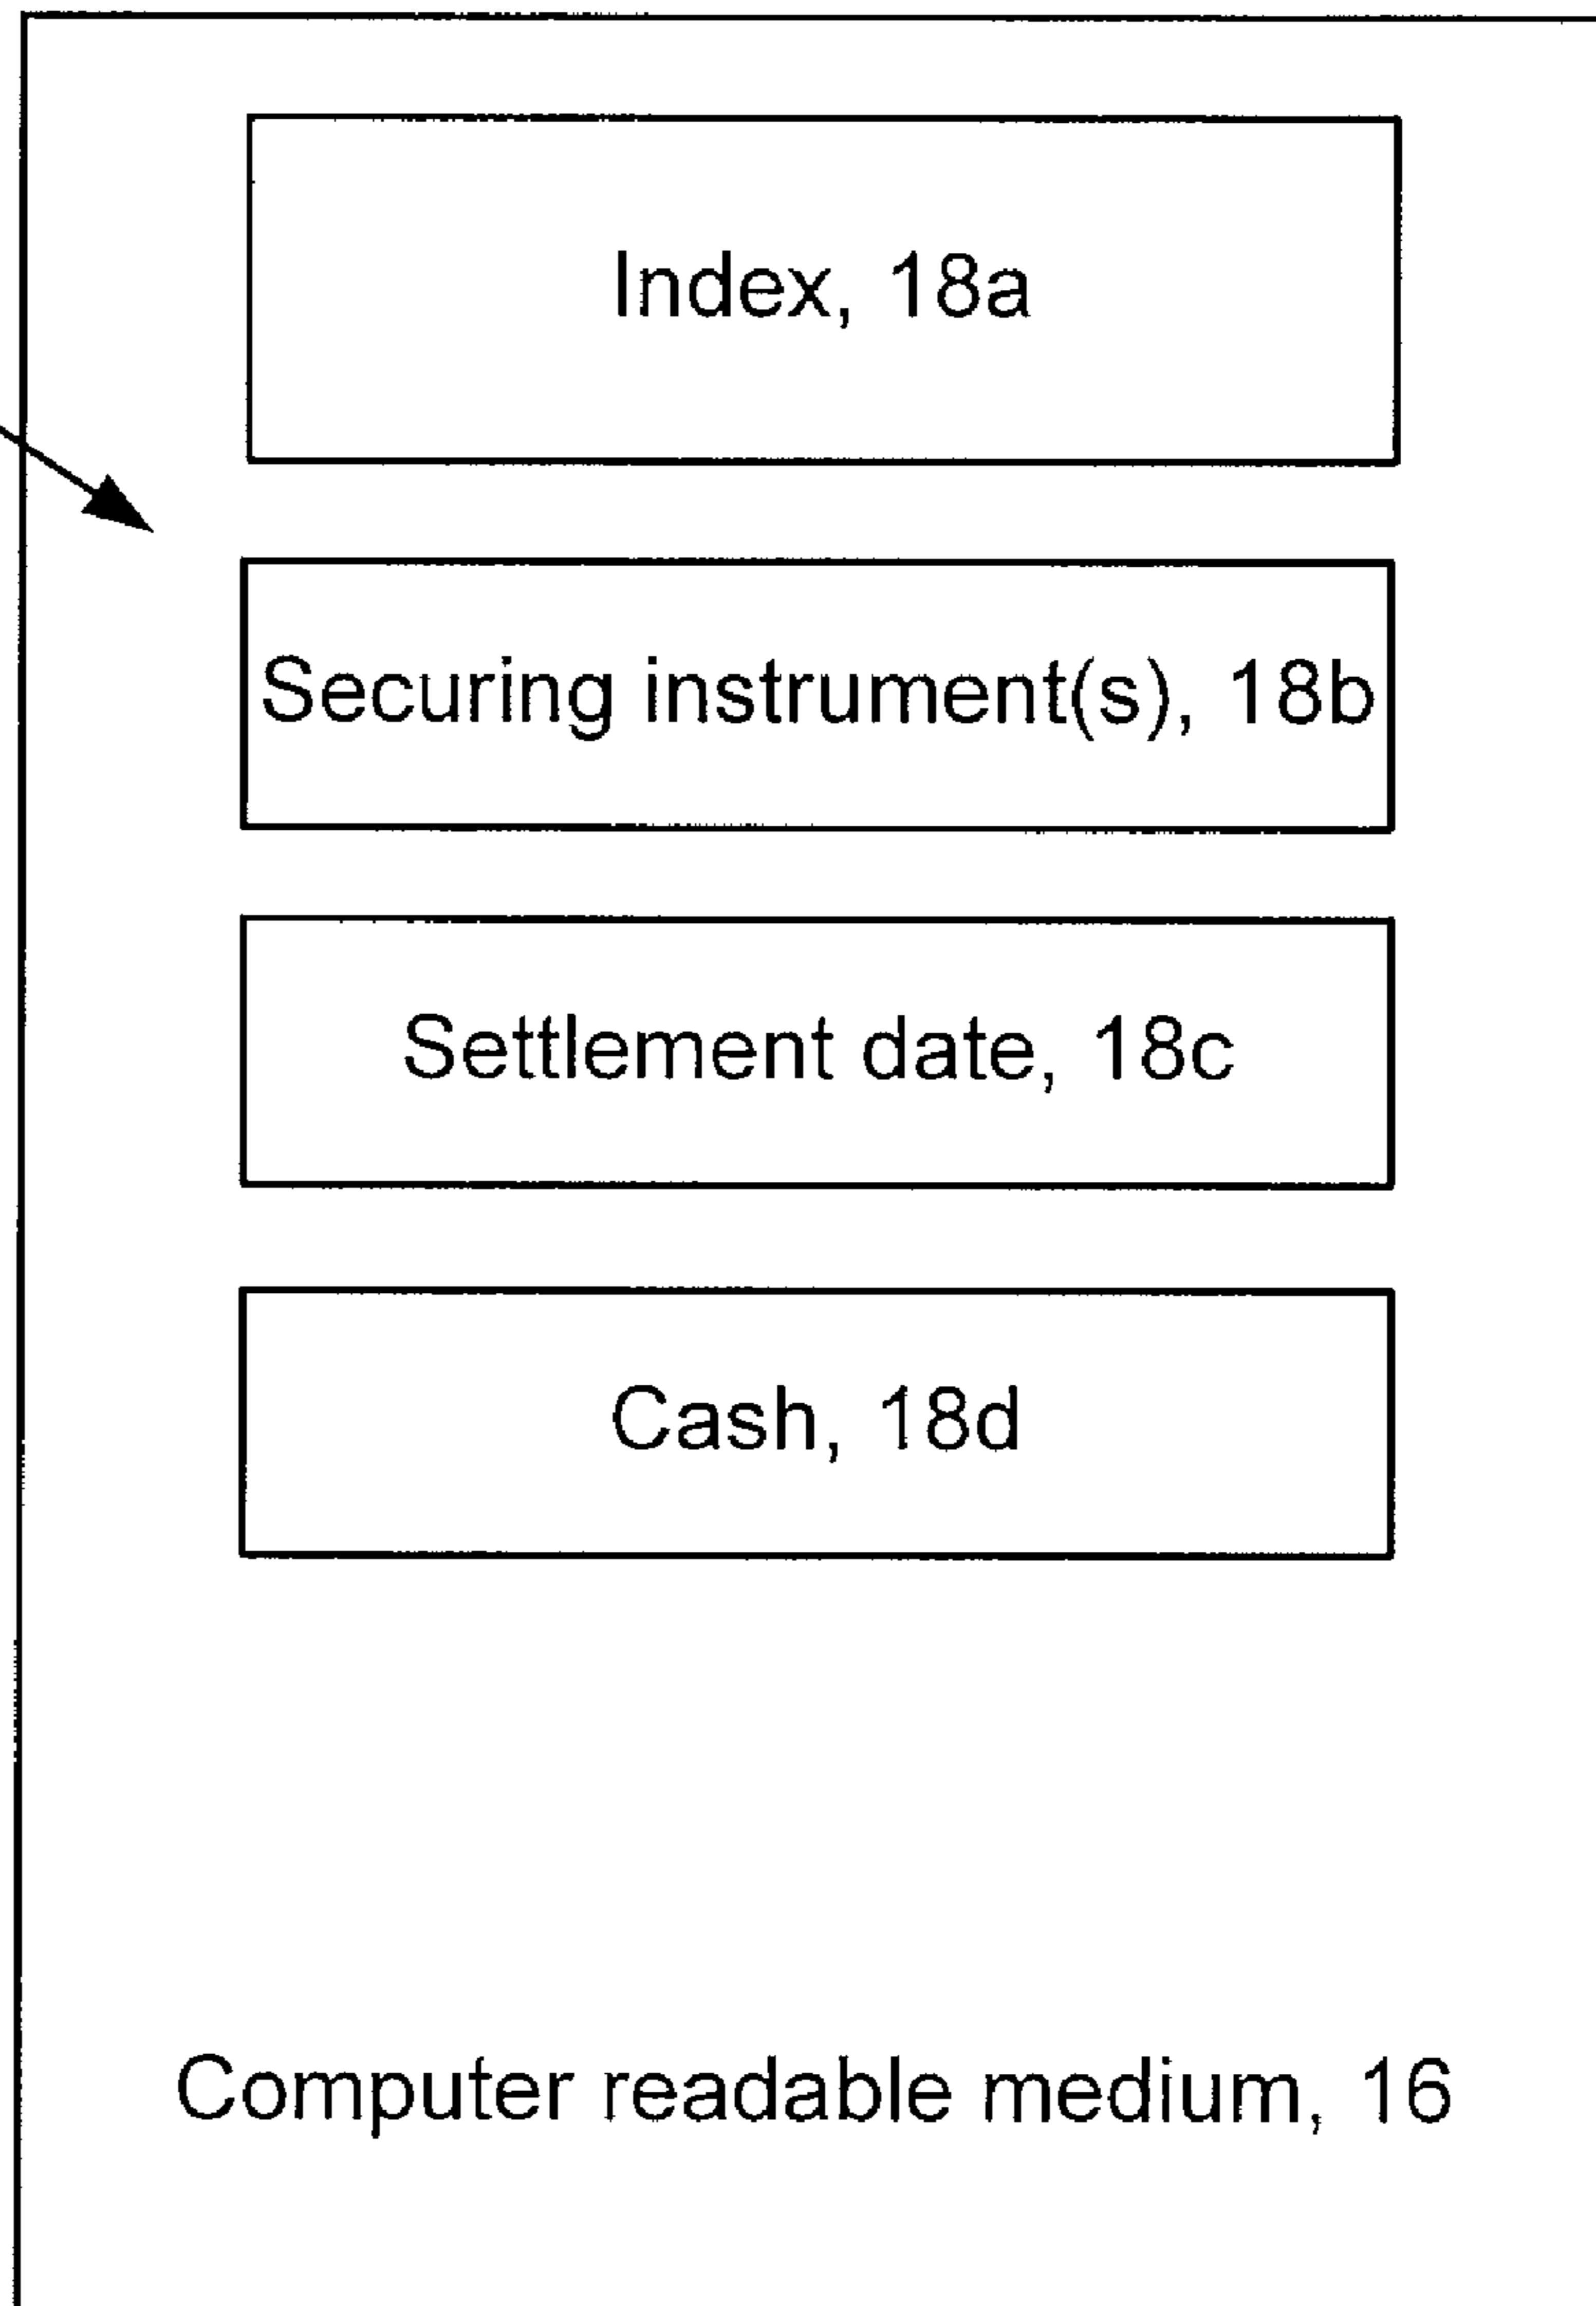 Index, 18a
Securing instrument(s), 18b
Settlement date, 18c
Cash, 18d
Computer readable medium, 16